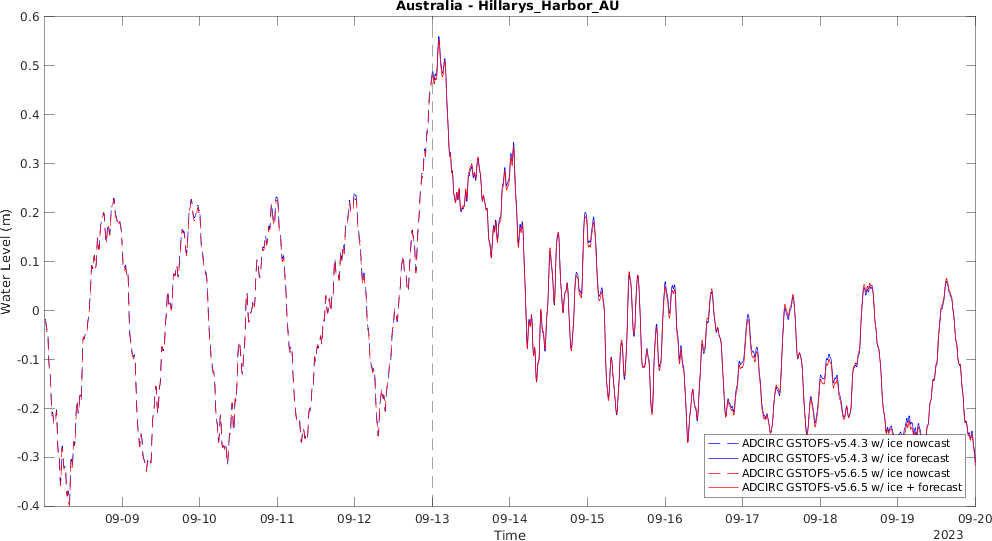 Australia - Hillarys_Harbor_AU
0.6
0.5
0.4
0.3
0.2
0.1
0
-0.1
-0.2
-0.3
-0.4
Water Level (m)
ADCIRC GSTOFS-v5.4.3 w/ ice nowcast
ADCIRC GSTOFS-v5.4.3 w/ ice forecast
ADCIRC GSTOFS-v5.6.5 w/ ice nowcast
ADCIRC GSTOFS-v5.6.5 w/ ice + forecast
09-09 09-10 09-11 09-12 09-13 09-14 09-15 09-16 09-17 09-18 09-19 09-20
Time
2023